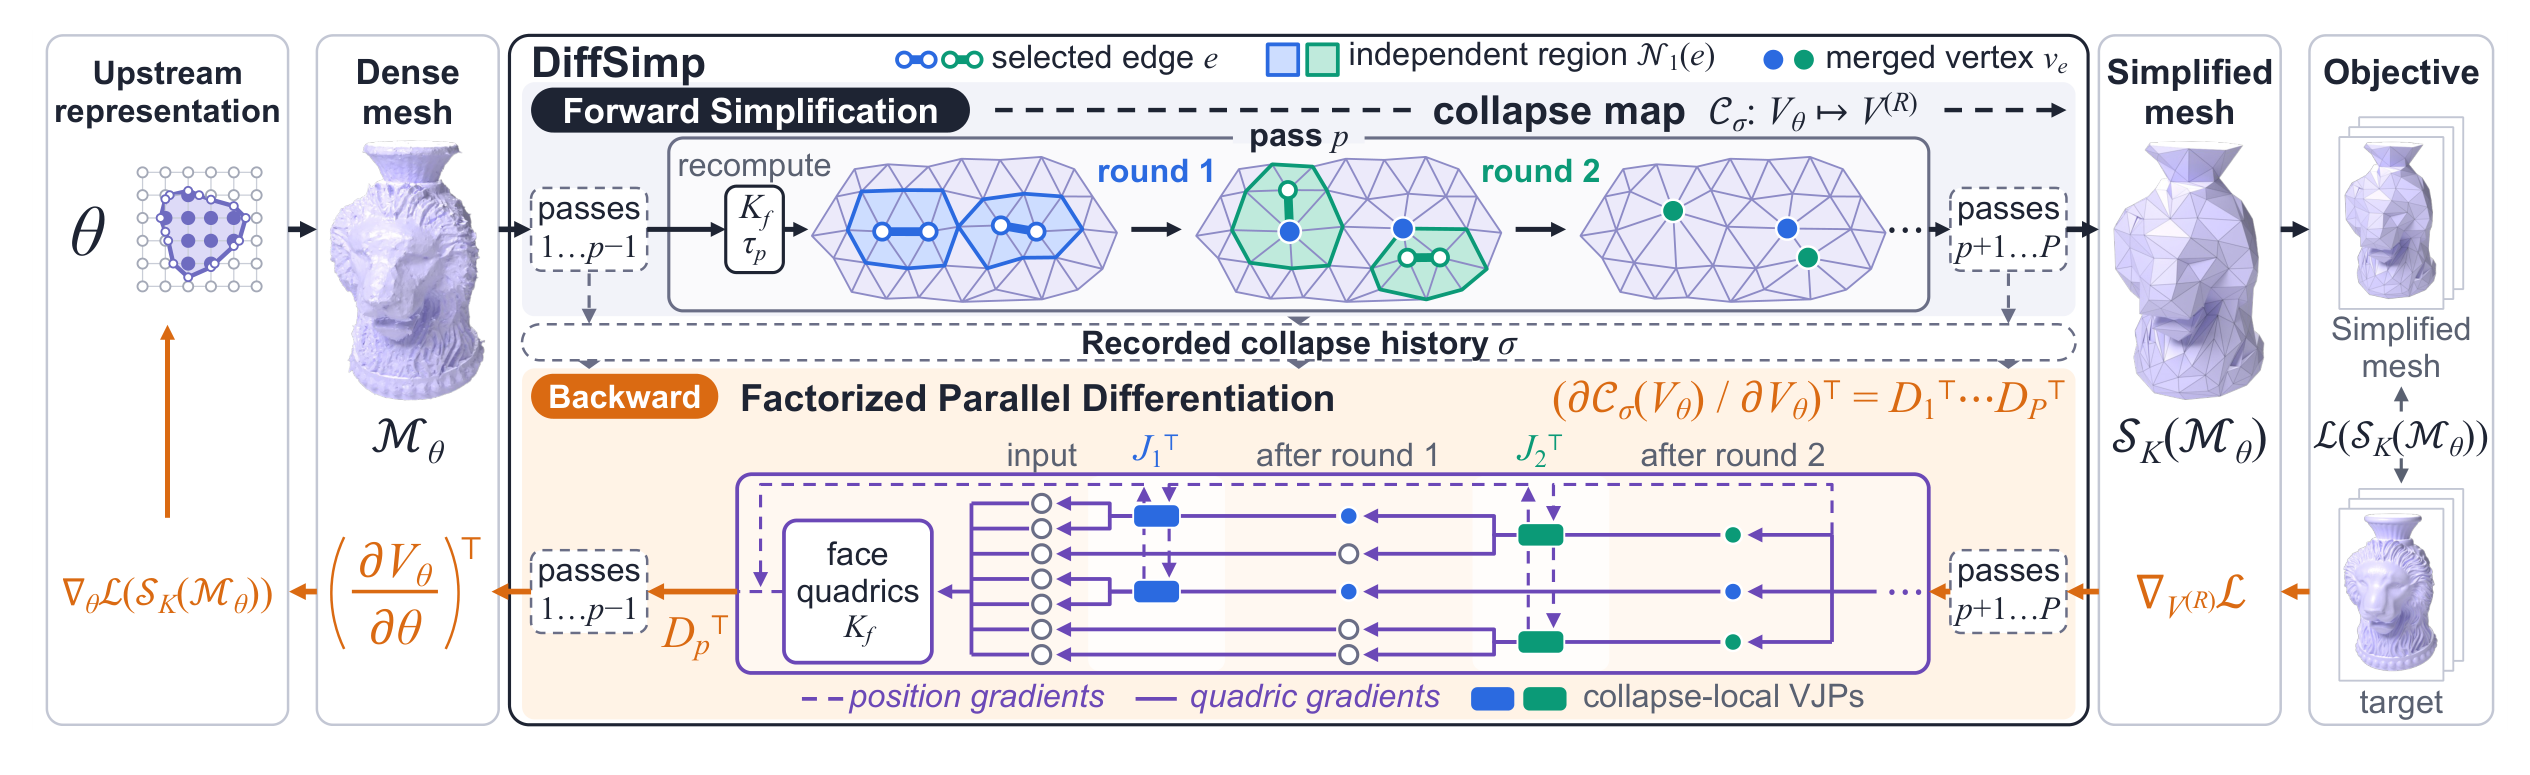 Upstream
representation
θ
∇θℒ(𝒮K(ℳθ))
Dense
mesh
ℳθ
(∂Vθ / ∂θ)⊤
DiffSimp
selected edge e
independent region 𝒩1(e)
merged vertex ve
Forward Simplification
collapse map 𝒞σ: Vθ ↦ V(R)
pass p
recompute
round 1
round 2
passes
1…p−1
Kf
τp
…
passes
p+1…P
Recorded collapse history σ
Backward
Factorized Parallel Differentiation
(∂𝒞σ(Vθ) / ∂Vθ)⊤ = D1⊤⋯DP⊤
input
J1⊤
after round 1
J2⊤
after round 2
passes
1…p−1
Dp⊤
face
quadrics
Kf
…
passes
p+1…P
position gradients
quadric gradients
collapse-local VJPs
Simplified
mesh
𝒮K(ℳθ)
∇V(R)ℒ
Objective
Simplified
mesh
ℒ(𝒮K(ℳθ))
target